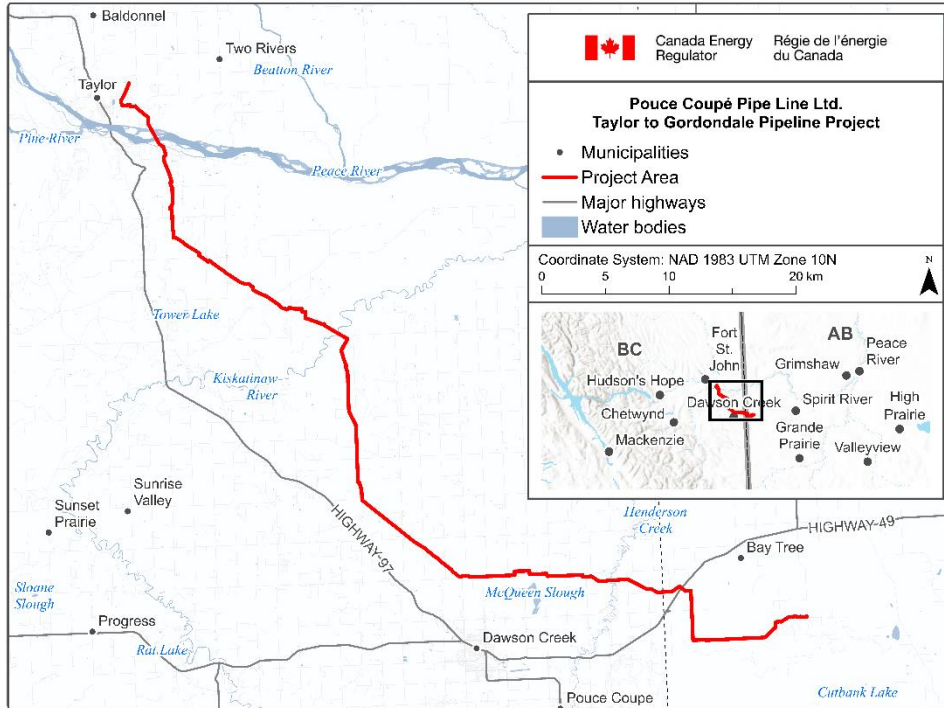 Baldonnel
Two Rivers
Beatton River
Taylor
Pine River
Peace River
Tower Lake
Kiskatinaw
River
Sunrise
Valley
Sunset
Prairie
HIGHWAY-97
Henderson
Creek
HIGHWAY-49
Bay Tree
Sloane
Slough
McQueen Slough
Progress
Rat Lake
Dawson Creek
Pouce Coupe
Cutbank Lake
Canada Energy
Regulator
Régie de l'énergie
du Canada
Pouce Coupé Pipe Line Ltd.
Taylor to Gordondale Pipeline Project
Municipalities
Project Area
Major highways
Water bodies
Coordinate System: NAD 1983 UTM Zone 10N
N
0 5 10 20 km
BC
AB
Fort
St.
John
Peace
River
Grimshaw
Hudson's Hope
Dawson Creek
Spirit River
High
Prairie
Chetwynd
Grande
Prairie
Mackenzie
Valleyview